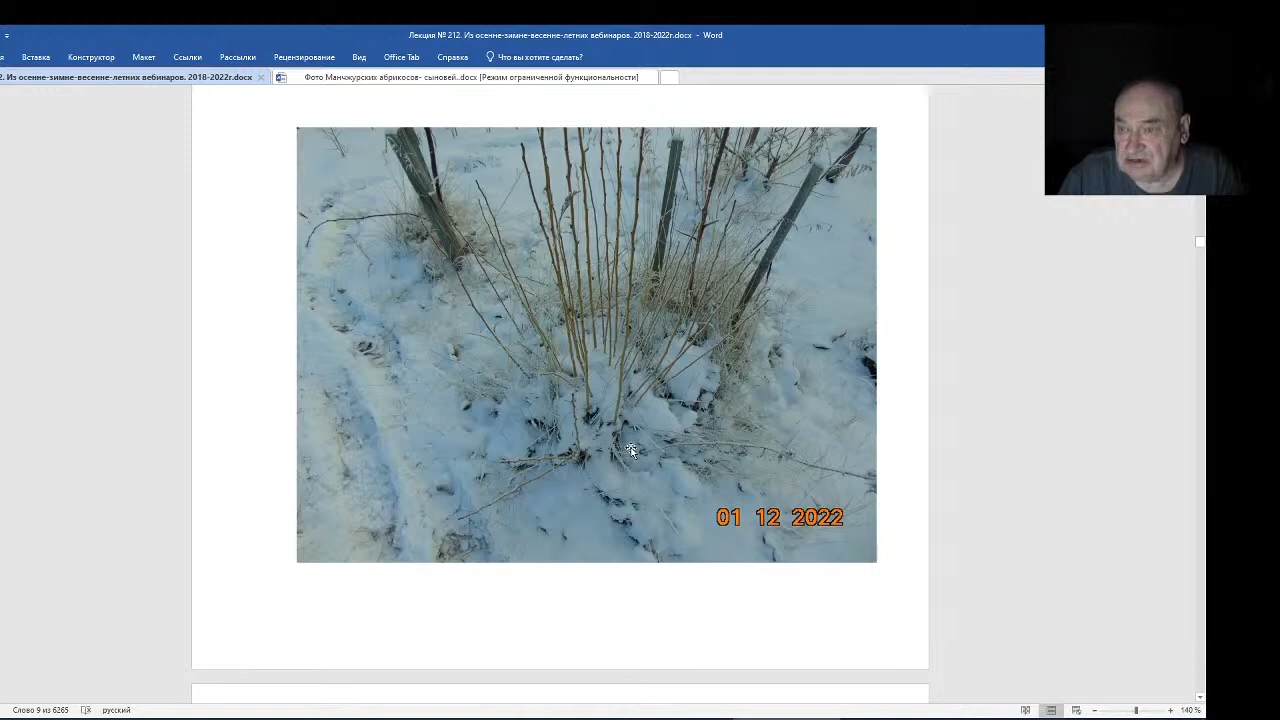 Лекция № 212. Из осенне-зимне-весенне-летних вебинаров. 2018-2022г.docx - Word
Вставка Конструктор Макет Ссылки Рассылки Рецензирование Вид Office Tab Справка Что вы хотите сделать?
2. Из осенне-зимне-весенне-летних вебинаров. 2018-2022г.docx Фото Манчжурских абрикосов- сыновей..docx [Режим ограниченной функциональности]
01 12 2022
Слово 9 из 6265 русский 140 %